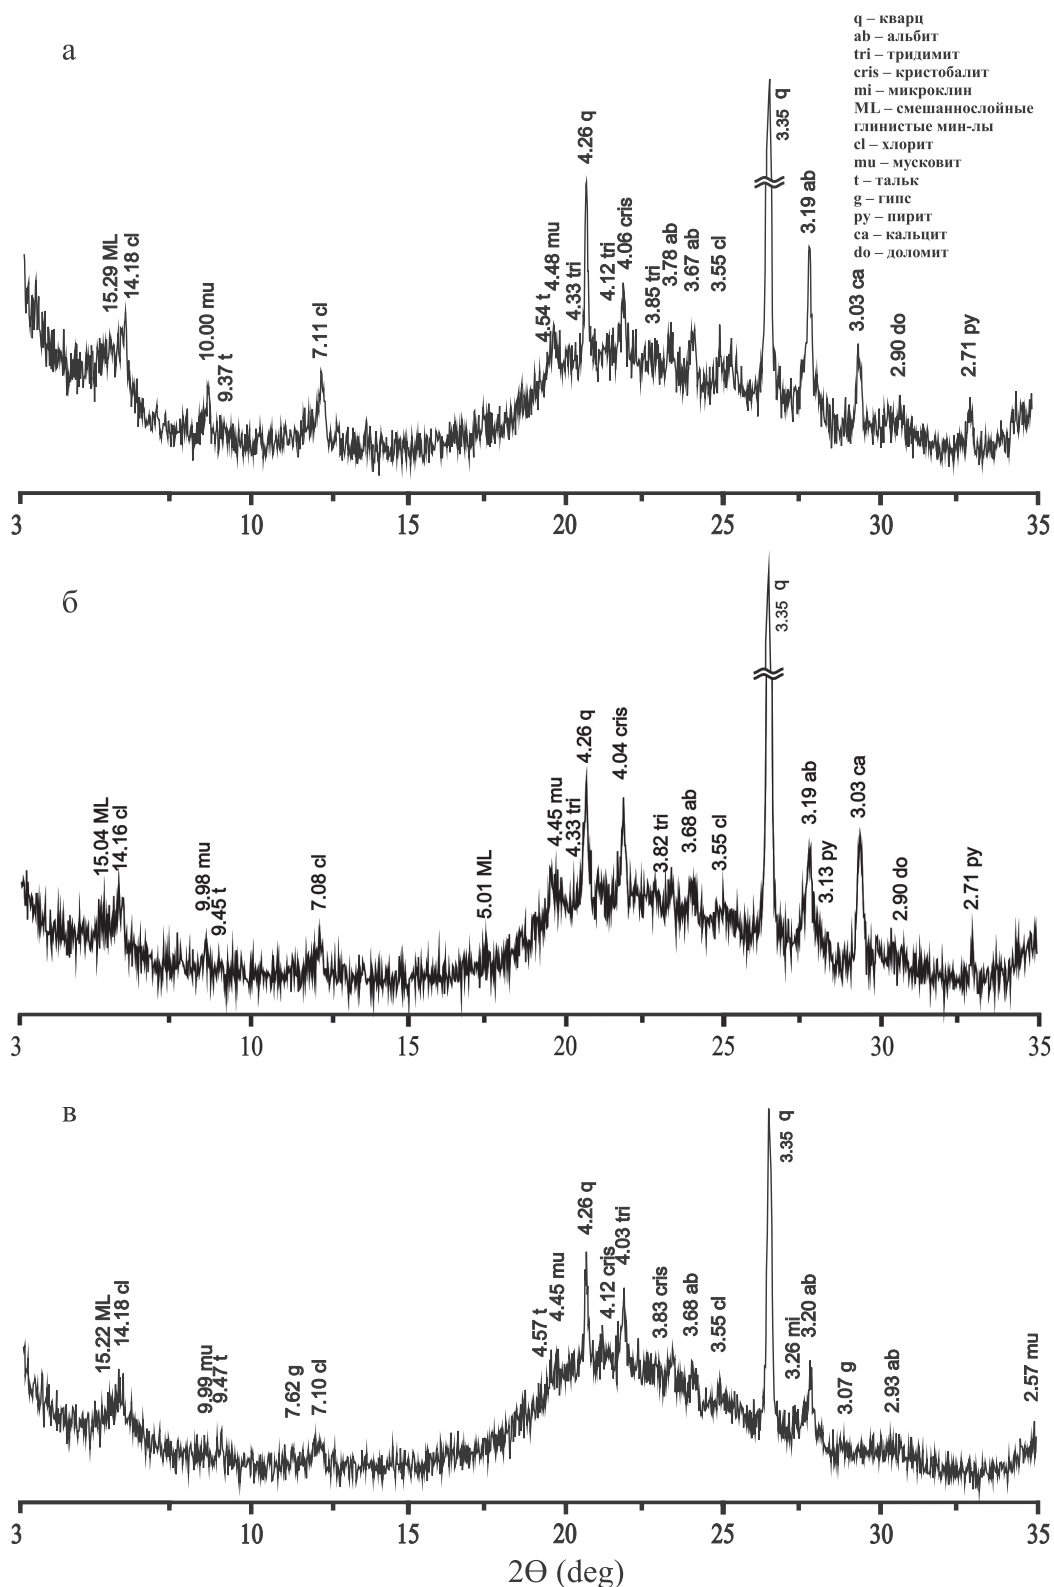 q – кварц
ab – альбит
tri – тридимит
cris – кристобалит
mi – микроклин
ML – смешаннослойные
глинистые мин-лы
cl – хлорит
mu – мусковит
t – тальк
g – гипс
py – пирит
ca – кальцит
do – доломит
а
15.29 ML
14.18 cl
10.00 mu
9.37 t
7.11 cl
4.54 t
4.48 mu
4.33 tri
4.26 q
4.12 tri
4.06 cris
3.85 tri
3.78 ab
3.67 ab
3.55 cl
3.35 q
3.19 ab
3.03 ca
2.90 do
2.71 py
3 10 15 20 25 30 35
б
15.04 ML
14.16 cl
9.98 mu
9.45 t
7.08 cl
5.01 ML
4.45 mu
4.33 tri
4.26 q
4.04 cris
3.82 tri
3.68 ab
3.55 cl
3.35 q
3.19 ab
3.13 py
3.03 ca
2.90 do
2.71 py
3 10 15 20 25 30 35
в
15.22 ML
14.18 cl
9.99 mu
9.47 t
7.62 g
7.10 cl
4.57 t
4.45 mu
4.26 q
4.12 cris
4.03 tri
3.83 cris
3.68 ab
3.55 cl
3.35 q
3.26 mi
3.20 ab
3.07 g
2.93 ab
2.57 mu
3 10 15 20 25 30 35
2Ө (deg)